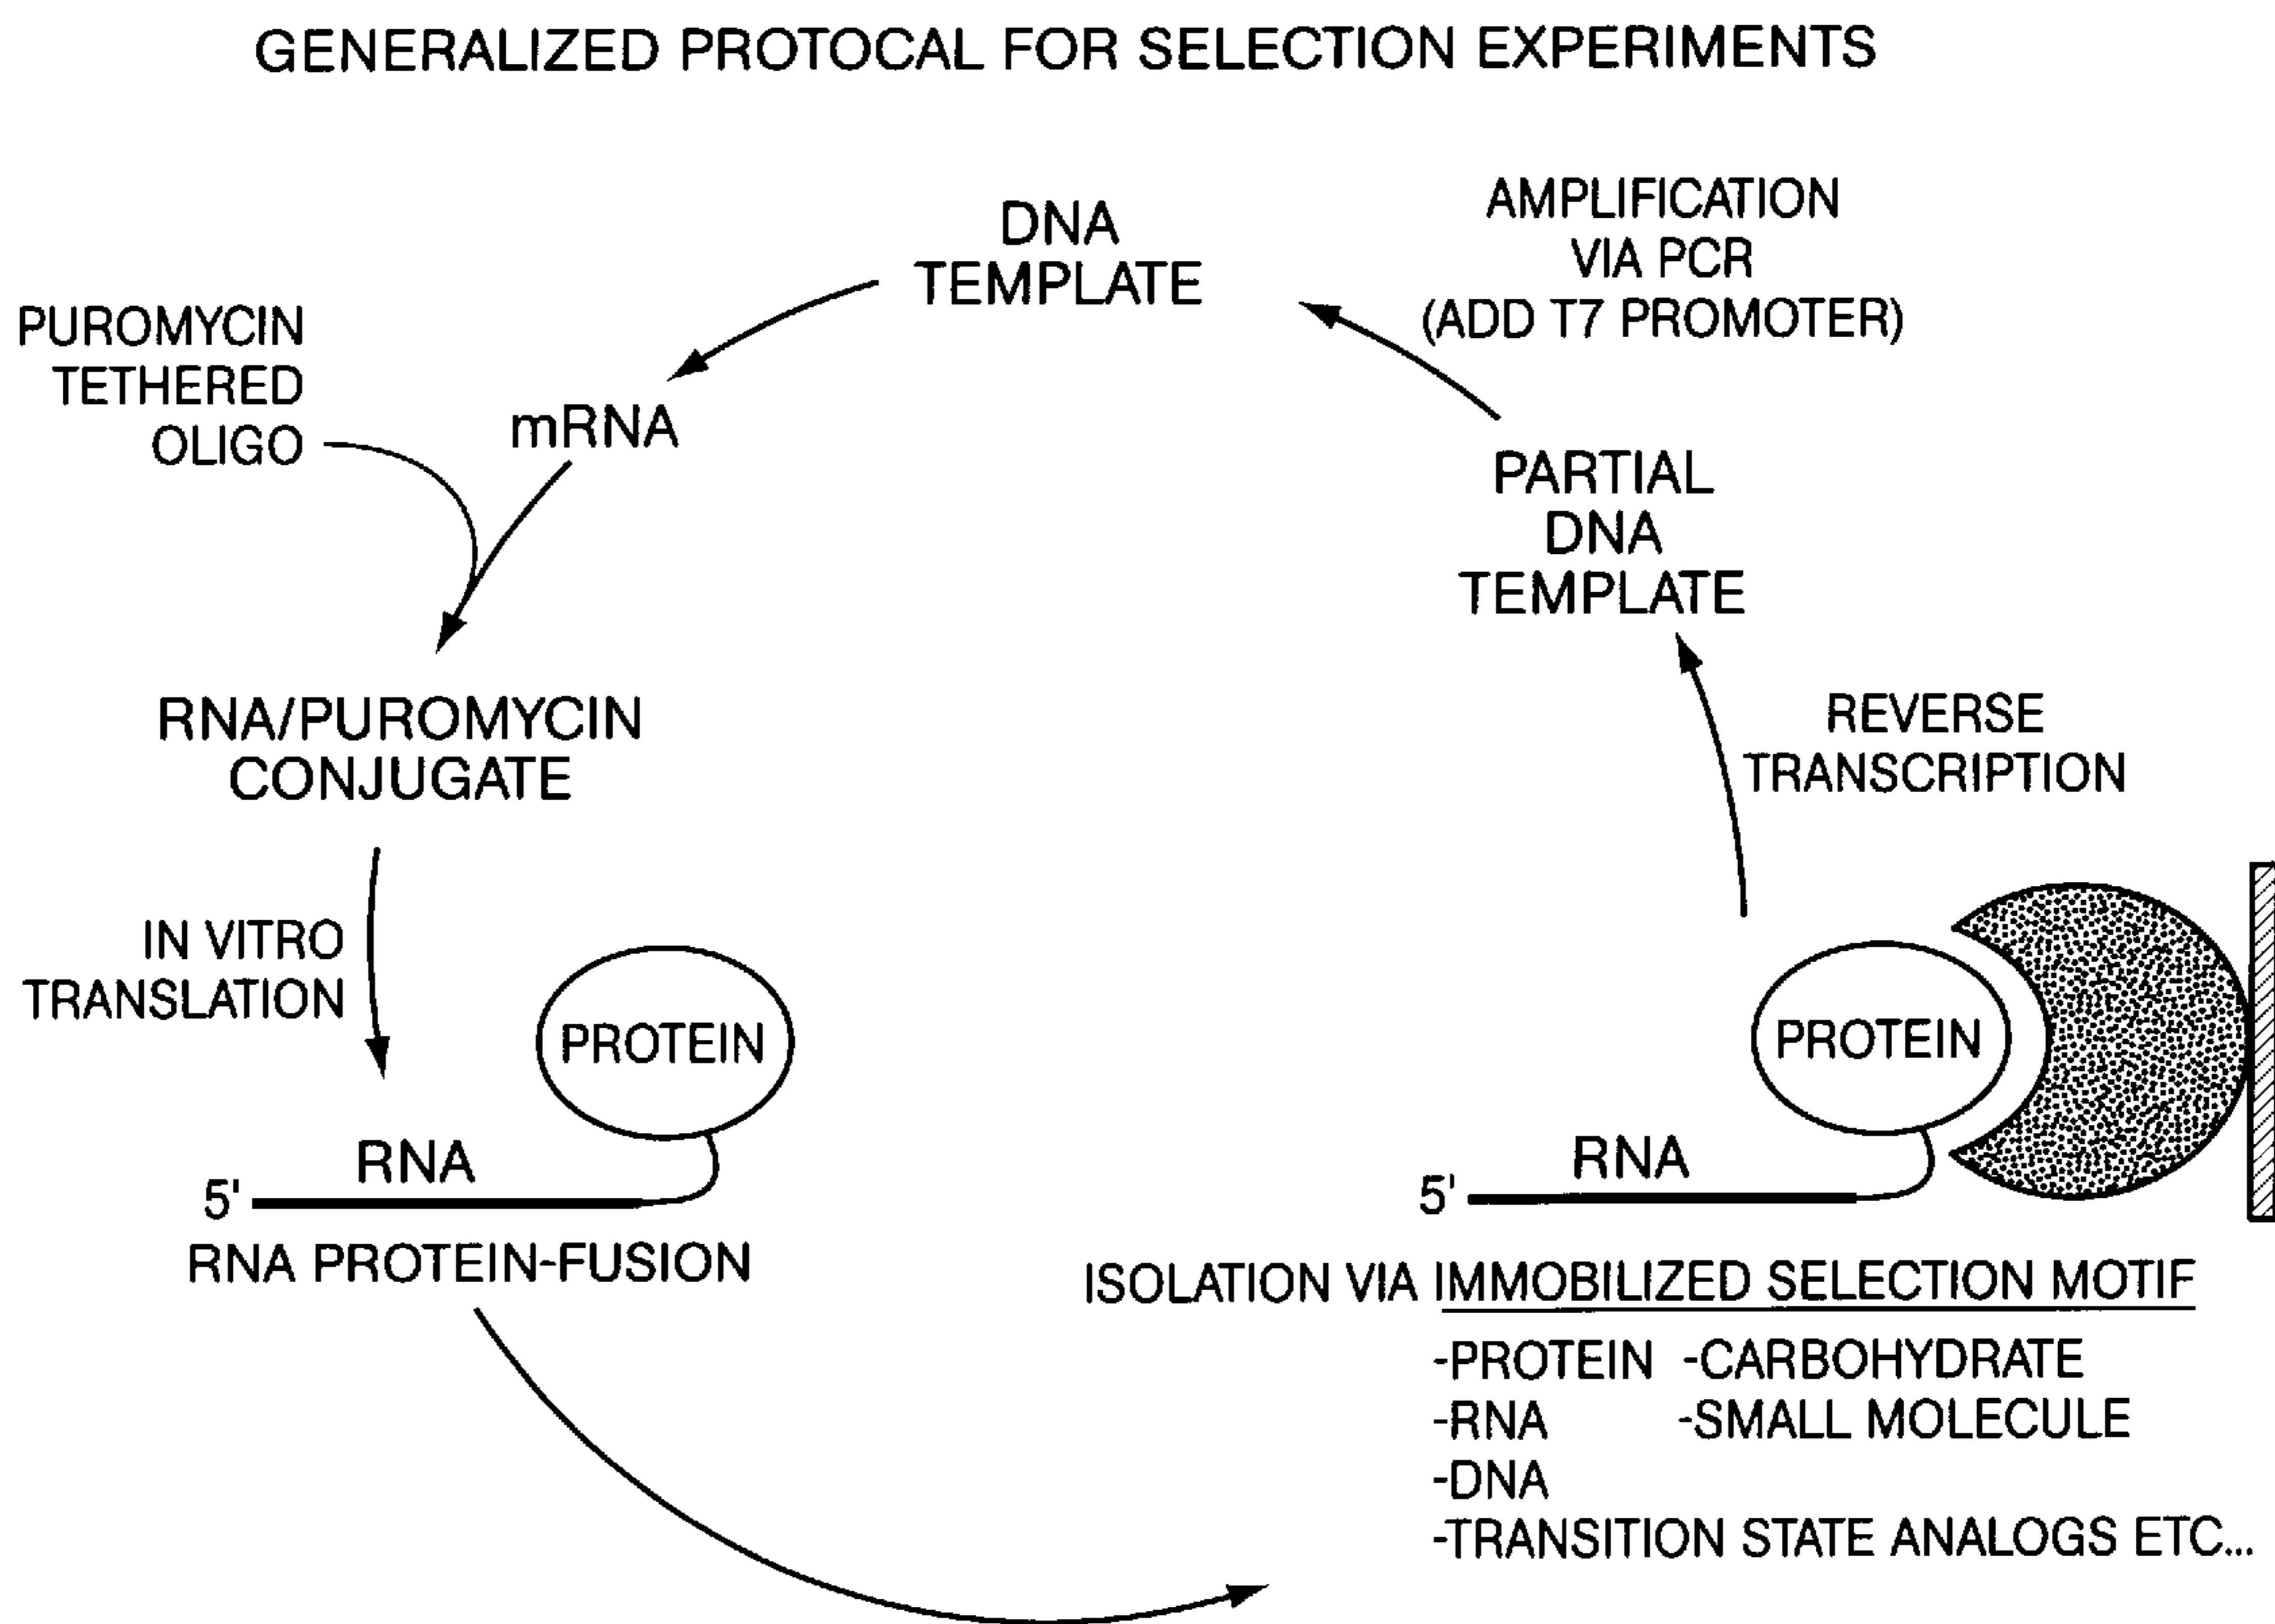 GENERALIZED PROTOCAL FOR SELECTION EXPERIMENTS
DNA
TEMPLATE
AMPLIFICATION
VIA PCR
(ADD T7 PROMOTER)
PUROMYCIN
TETHERED
OLIGO
mRNA
PARTIAL
DNA
TEMPLATE
RNA/PUROMYCIN
CONJUGATE
REVERSE
TRANSCRIPTION
IN VITRO
TRANSLATION
PROTEIN
RNA
5'
RNA PROTEIN-FUSION
PROTEIN
RNA
5'
ISOLATION VIA IMMOBILIZED SELECTION MOTIF
-PROTEIN -CARBOHYDRATE
-RNA -SMALL MOLECULE
-DNA
-TRANSITION STATE ANALOGS ETC...